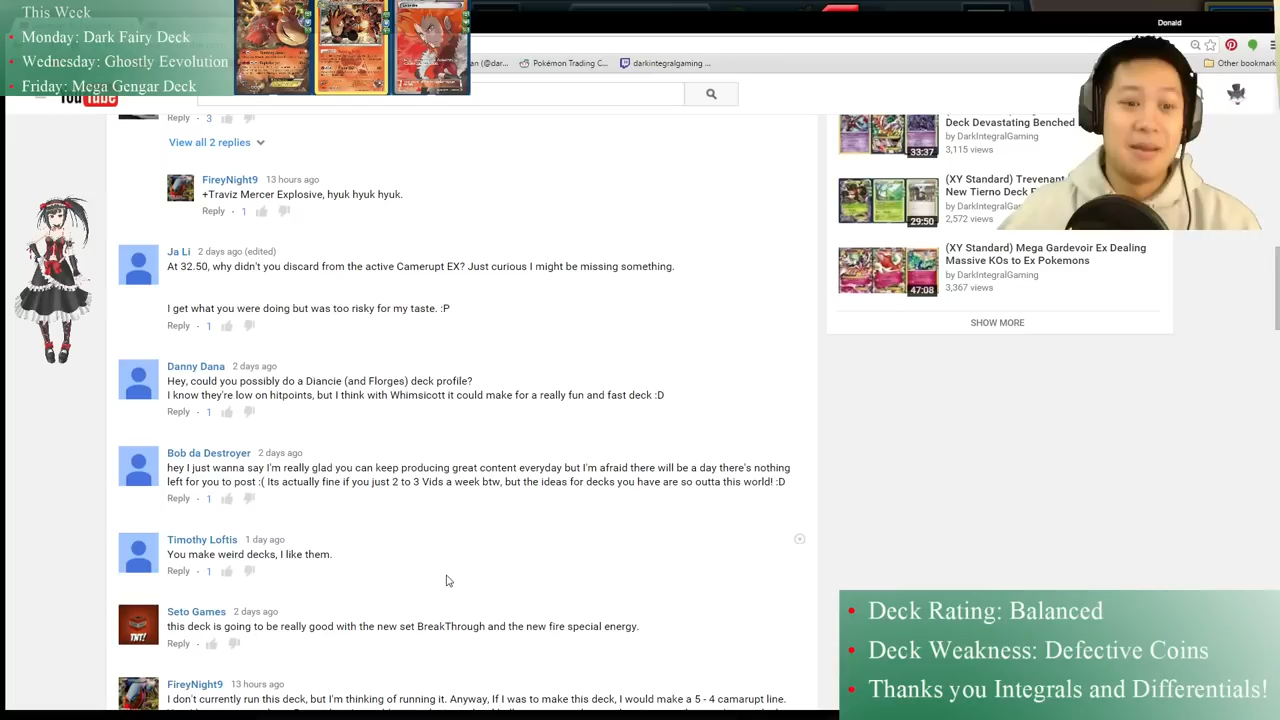 This Week
Monday: Dark Fairy Deck
Wednesday: Ghostly Eevolution
Friday: Mega Gengar Deck
Donald
(@dar...
Pokémon Trading C...
darkintegralgaming ...
Other bookmark
YouTube
Reply · 3
View all 2 replies
FireyNight9 13 hours ago
+Traviz Mercer Explosive, hyuk hyuk hyuk.
Reply · 1
Ja Li 2 days ago (edited)
At 32.50, why didn't you discard from the active Camerupt EX? Just curious I might be missing something.
I get what you were doing but was too risky for my taste. :P
Reply · 1
Danny Dana 2 days ago
Hey, could you possibly do a Diancie (and Florges) deck profile?
I know they're low on hitpoints, but I think with Whimsicott it could make for a really fun and fast deck :D
Reply · 1
Bob da Destroyer 2 days ago
hey I just wanna say I'm really glad you can keep producing great content everyday but I'm afraid there will be a day there's nothing
left for you to post :( Its actually fine if you just 2 to 3 Vids a week btw, but the ideas for decks you have are so outta this world! :D
Reply · 1
Timothy Loftis 1 day ago
You make weird decks, I like them.
Reply · 1
Seto Games 2 days ago
this deck is going to be really good with the new set BreakThrough and the new fire special energy.
Reply
FireyNight9 13 hours ago
I don't currently run this deck, but I'm thinking of running it. Anyway, If I was to make this deck, I would make a 5 - 4 camarupt line.
TNT!
Deck Devastating Benched
by DarkIntegralGaming
3,115 views
33:37
(XY Standard) Trevenant
New Tierno Deck
by DarkIntegralGam
2,572 views
29:50
(XY Standard) Mega Gardevoir Ex Dealing
Massive KOs to Ex Pokemons
by DarkIntegralGaming
3,367 views
47:08
SHOW MORE
Deck Rating: Balanced
Deck Weakness: Defective Coins
Thanks you Integrals and Differentials!